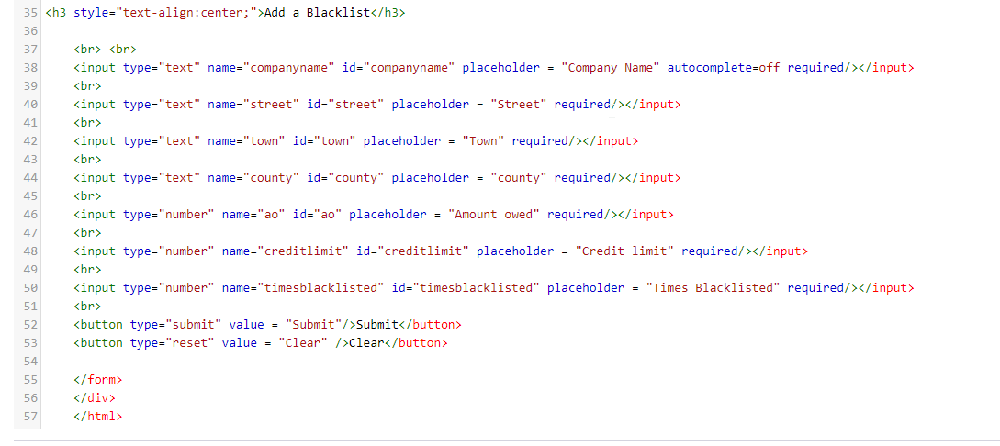 35 <h3 style="text-align:center;">Add a Blacklist</h3>
36
37 <br> <br>
38 <input type="text" name="companyname" id="companyname" placeholder = "Company Name" autocomplete=off required/></input>
39 <br>
40 <input type="text" name="street" id="street" placeholder = "Street" required/></input>
41 <br>
42 <input type="text" name="town" id="town" placeholder = "Town" required/></input>
43 <br>
44 <input type="text" name="county" id="county" placeholder = "county" required/></input>
45 <br>
46 <input type="number" name="ao" id="ao" placeholder = "Amount owed" required/></input>
47 <br>
48 <input type="number" name="creditlimit" id="creditlimit" placeholder = "Credit limit" required/></input>
49 <br>
50 <input type="number" name="timesblacklisted" id="timesblacklisted" placeholder = "Times Blacklisted" required/></input>
51 <br>
52 <button type="submit" value = "Submit"/>Submit</button>
53 <button type="reset" value = "Clear" />Clear</button>
54
55 </form>
56 </div>
57 </html>